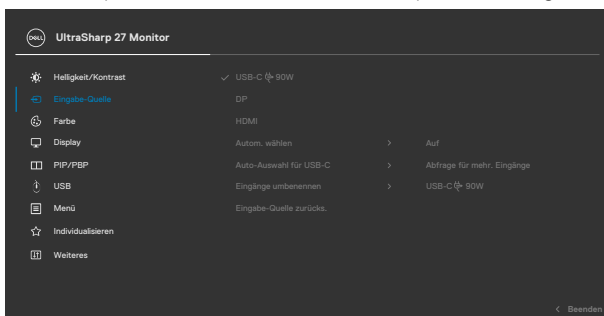 DELL UltraSharp 27 Monitor
Helligkeit/Kontrast ✓ USB-C 90W
Eingabe-Quelle DP
Farbe HDMI
Display Autom. wählen > Auf
PIP/PBP Auto-Auswahl für USB-C > Abfrage für mehr. Eingänge
USB Eingänge umbenennen > USB-C 90W
Menü Eingabe-Quelle zurücks.
Individualisieren
Weiteres
< Beenden